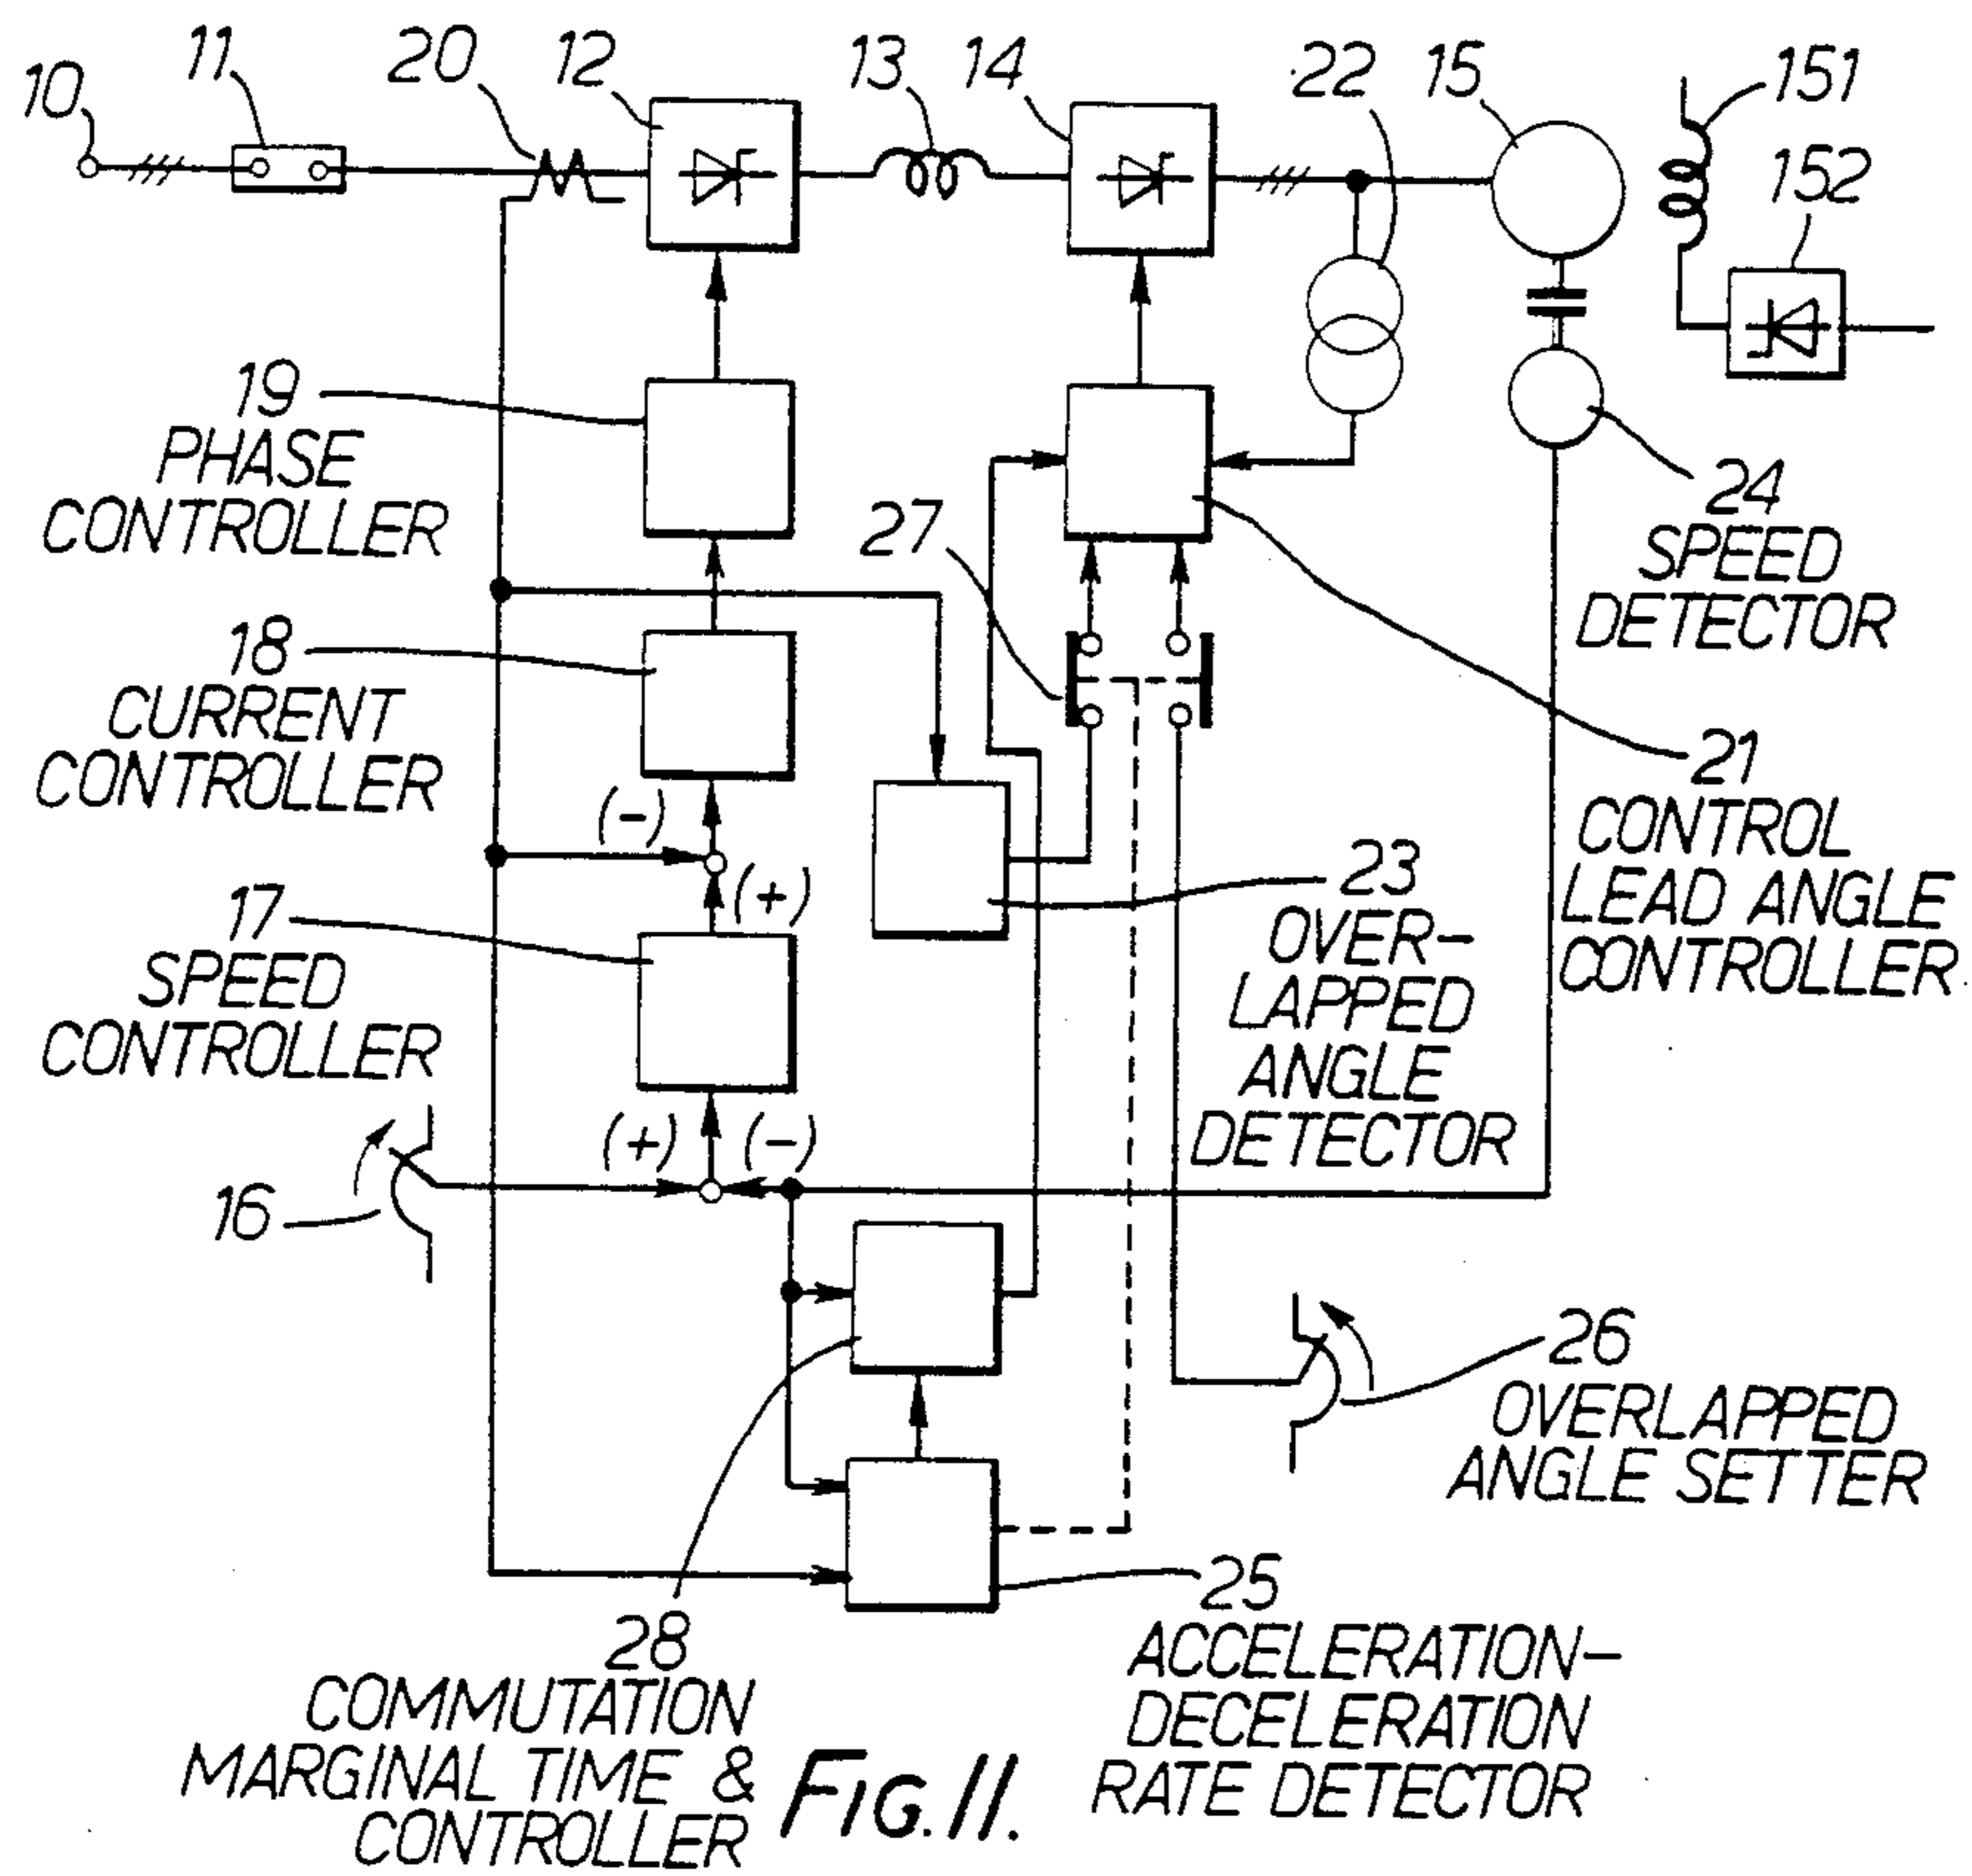 10
11
20
12
13
14
22
15
151
152
19
PHASE
CONTROLLER
27
24
SPEED
DETECTOR
18
CURRENT
CONTROLLER
(-)
(+)
21
CONTROL
LEAD ANGLE
CONTROLLER
17
SPEED
CONTROLLER
23
OVER-
LAPPED
ANGLE
DETECTOR
(+)
(-)
16
26
OVERLAPPED
ANGLE SETTER
25
ACCELERATION-
DECELERATION
RATE DETECTOR
28
COMMUTATION
MARGINAL TIME &
CONTROLLER
FIG.11.